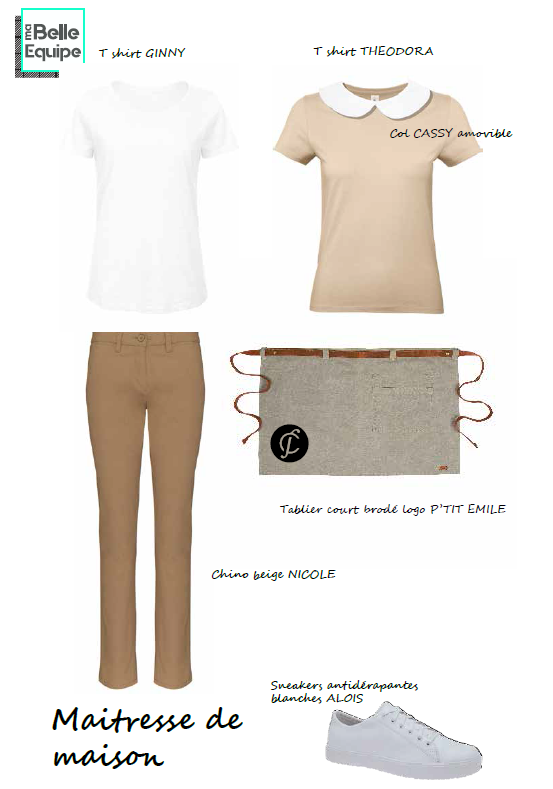 ma
Belle
Equipe
T shirt GINNY
T shirt THEODORA
Col CASSY amovible
Tablier court brodé logo P'TIT EMILE
Chino beige NICOLE
Sneakers antidérapantes
blanches ALOIS
Maitresse de
maison